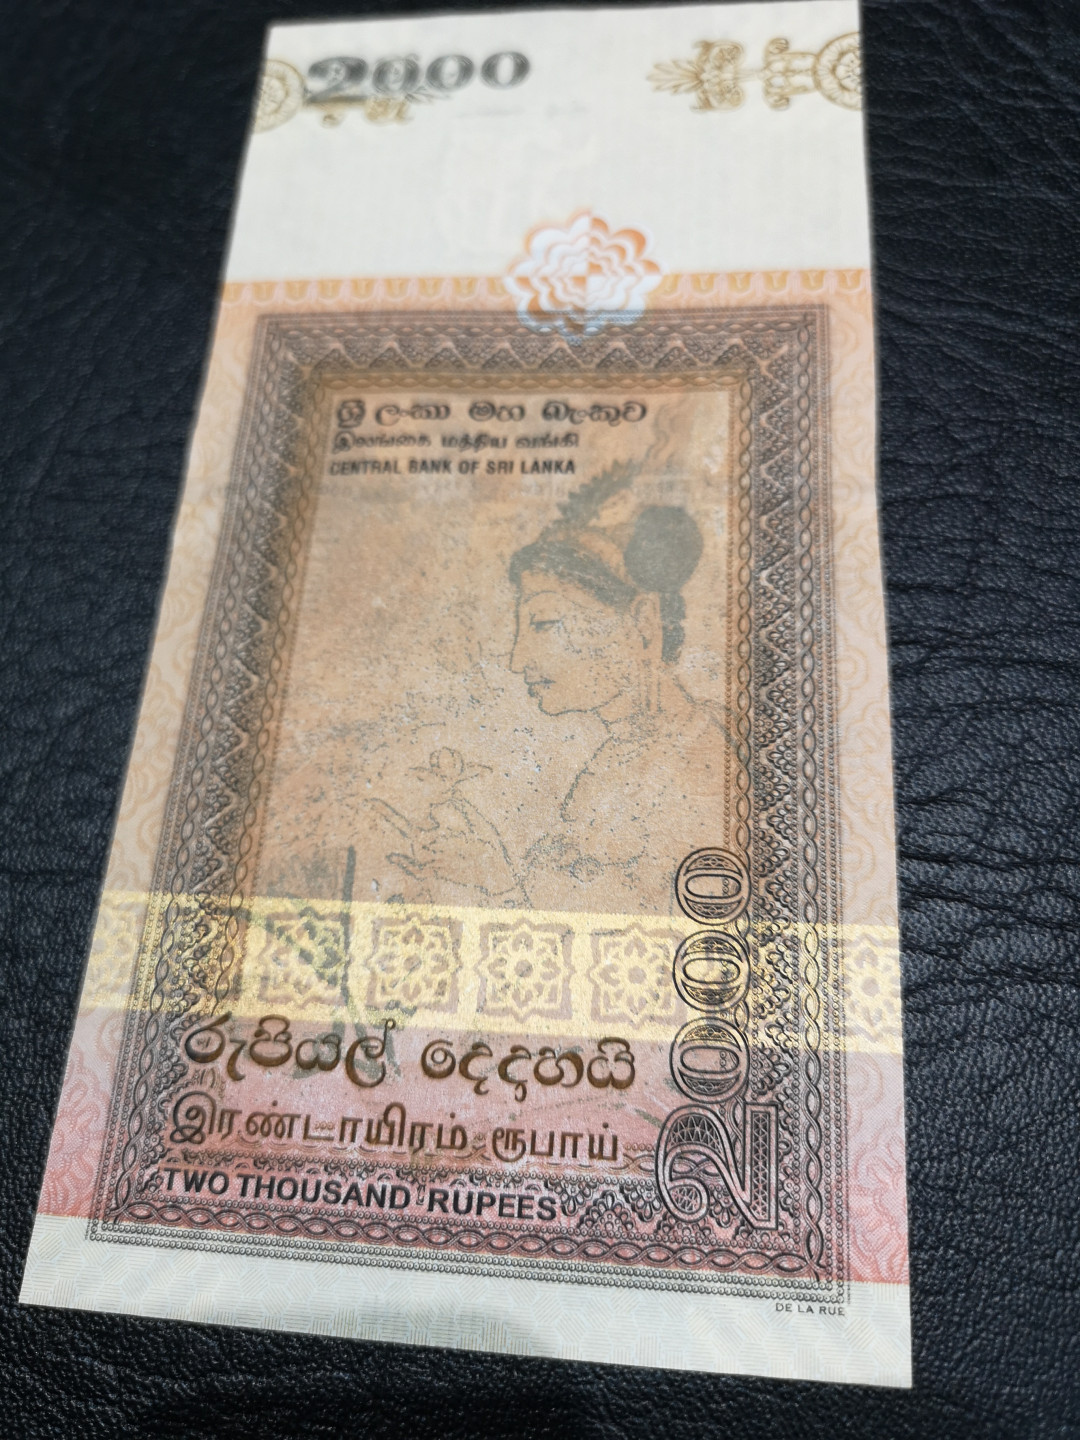 2000
ශ්‍රී ලංකා මහ බැංකුව
இலங்கை மத்திய வங்கி
CENTRAL BANK OF SRI LANKA
2000
රුපියල් දෙදාහයි
இரண்டாயிரம் ரூபாய்
TWO THOUSAND RUPEES
DE LA RUE